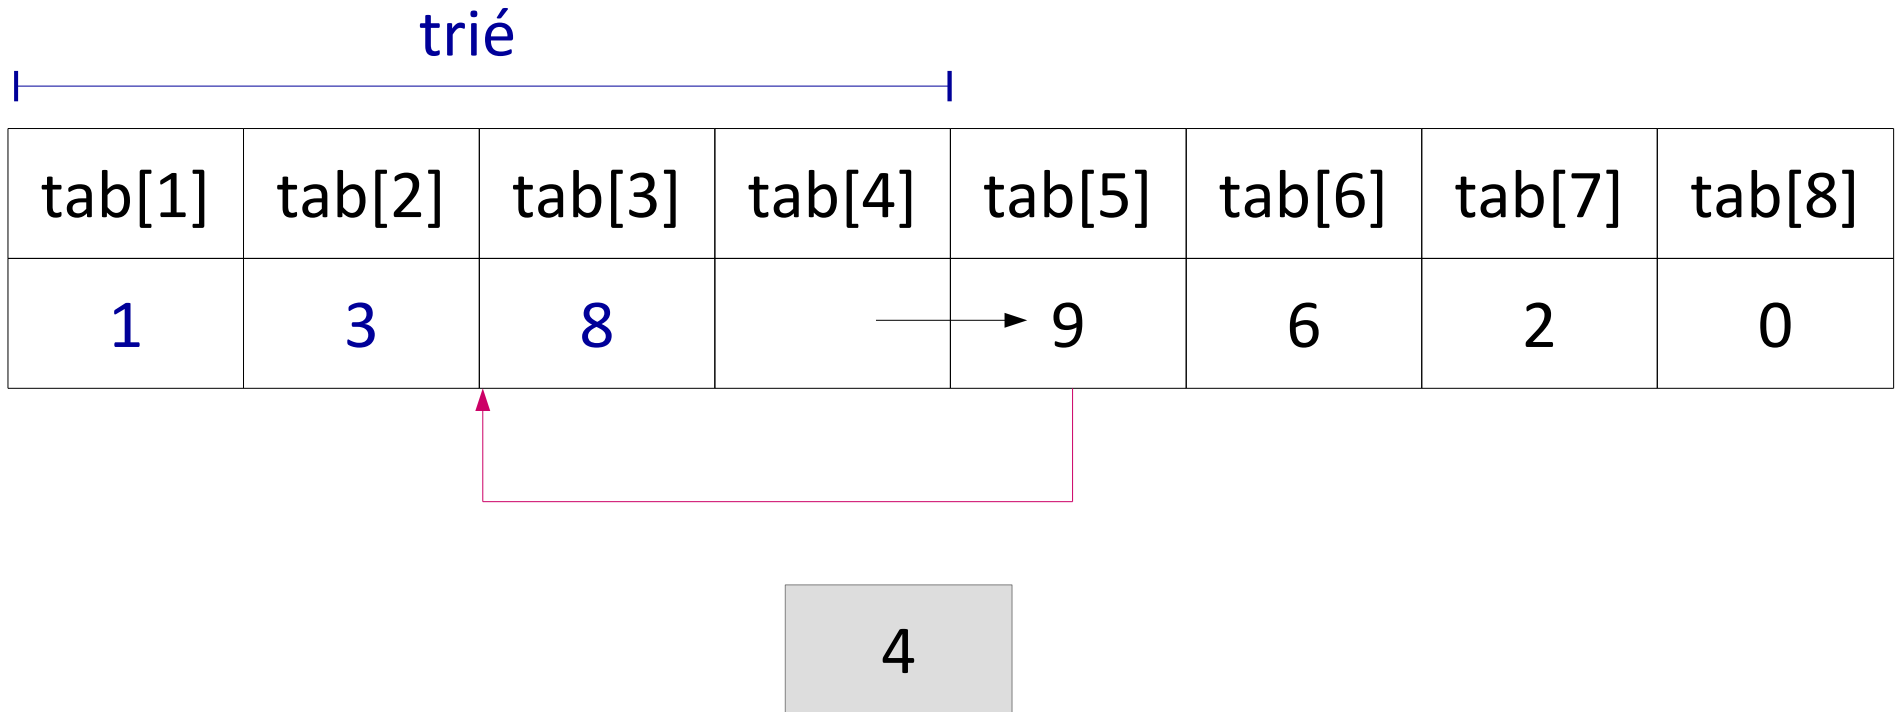 trié
tab[1] tab[2] tab[3] tab[4] tab[5] tab[6] tab[7] tab[8]
1 3 8 9 6 2 0
4